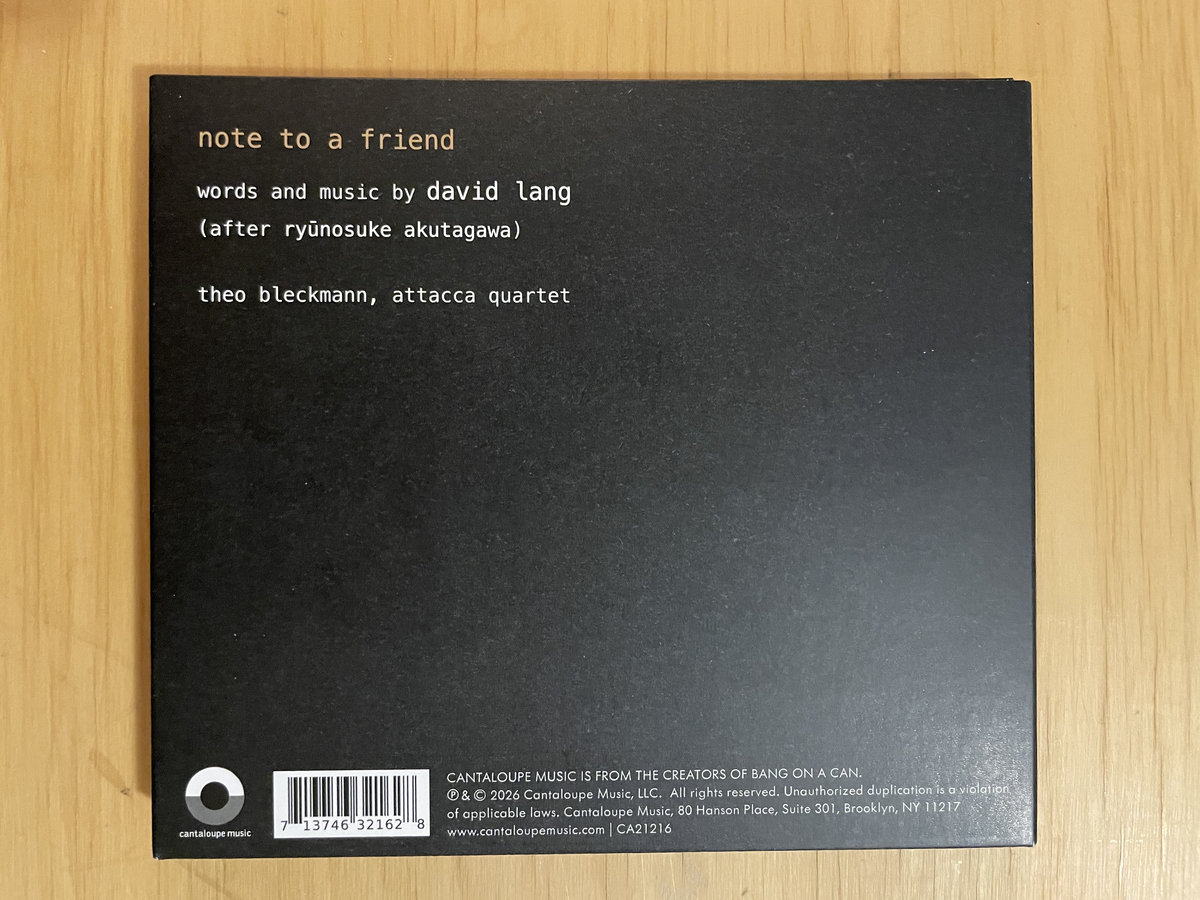 note to a friend
words and music by david lang
(after ryūnosuke akutagawa)
theo bleckmann, attacca quartet
cantaloupe music
7 13746 32162 8
CANTALOUPE MUSIC IS FROM THE CREATORS OF BANG ON A CAN.
℗ & © 2026 Cantaloupe Music, LLC. All rights reserved. Unauthorized duplication is a violation
of applicable laws. Cantaloupe Music, 80 Hanson Place, Suite 301, Brooklyn, NY 11217
www.cantaloupemusic.com | CA21216